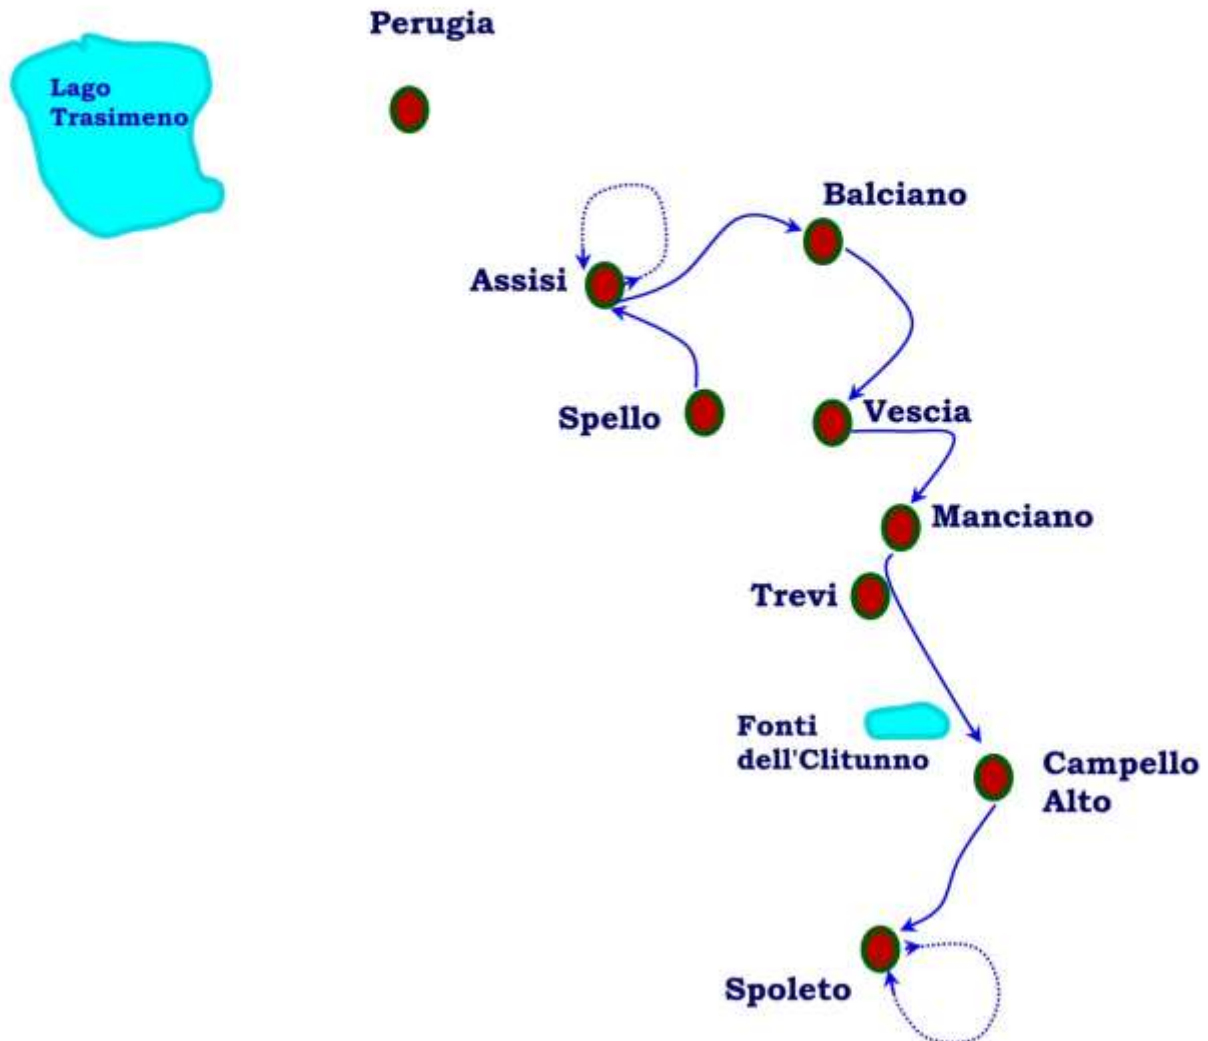 Perugia
Lago
Trasimeno
Balciano
Assisi
Spello
Vescia
Manciano
Trevi
Fonti
dell'Clitunno
Campello
Alto
Spoleto